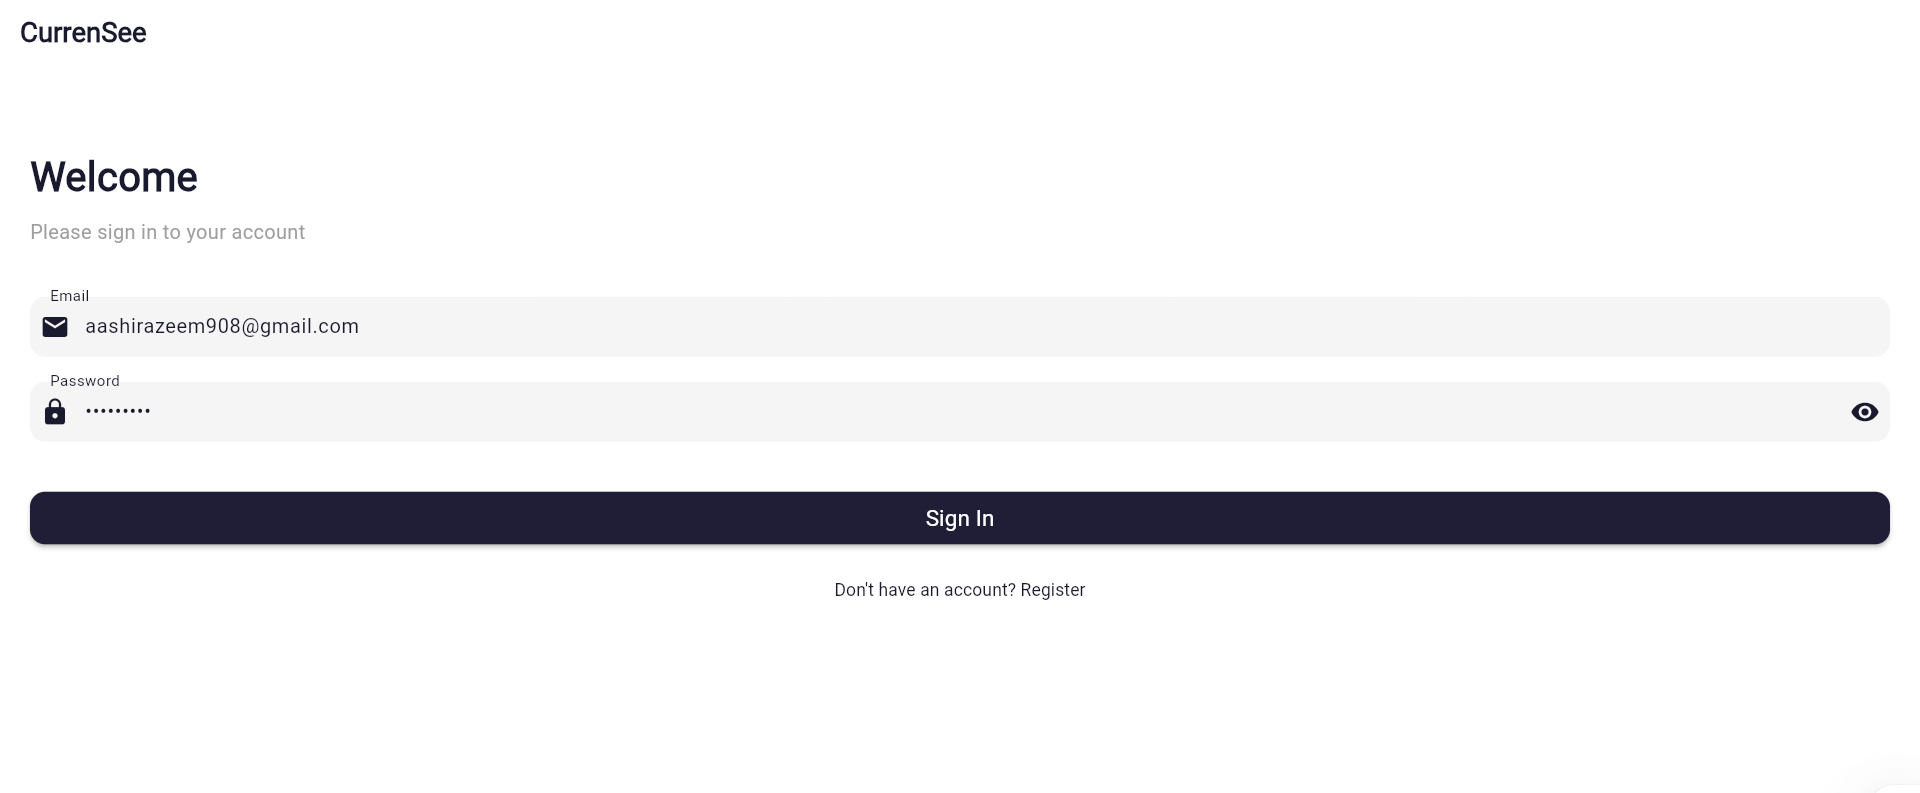 CurrenSee
Welcome
Please sign in to your account
Email
aashirazeem908@gmail.com
Password
•••••••••
Sign In
Don't have an account? Register